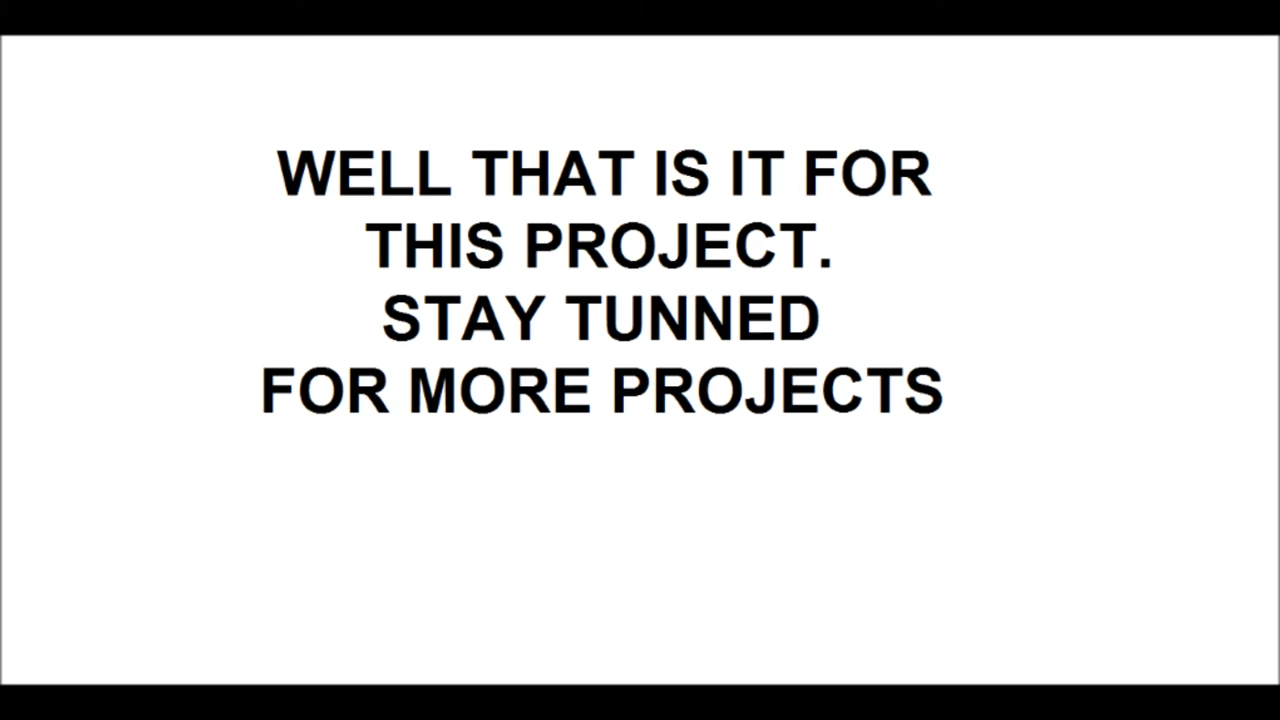 WELL THAT IS IT FOR
THIS PROJECT.
STAY TUNNED
FOR MORE PROJECTS